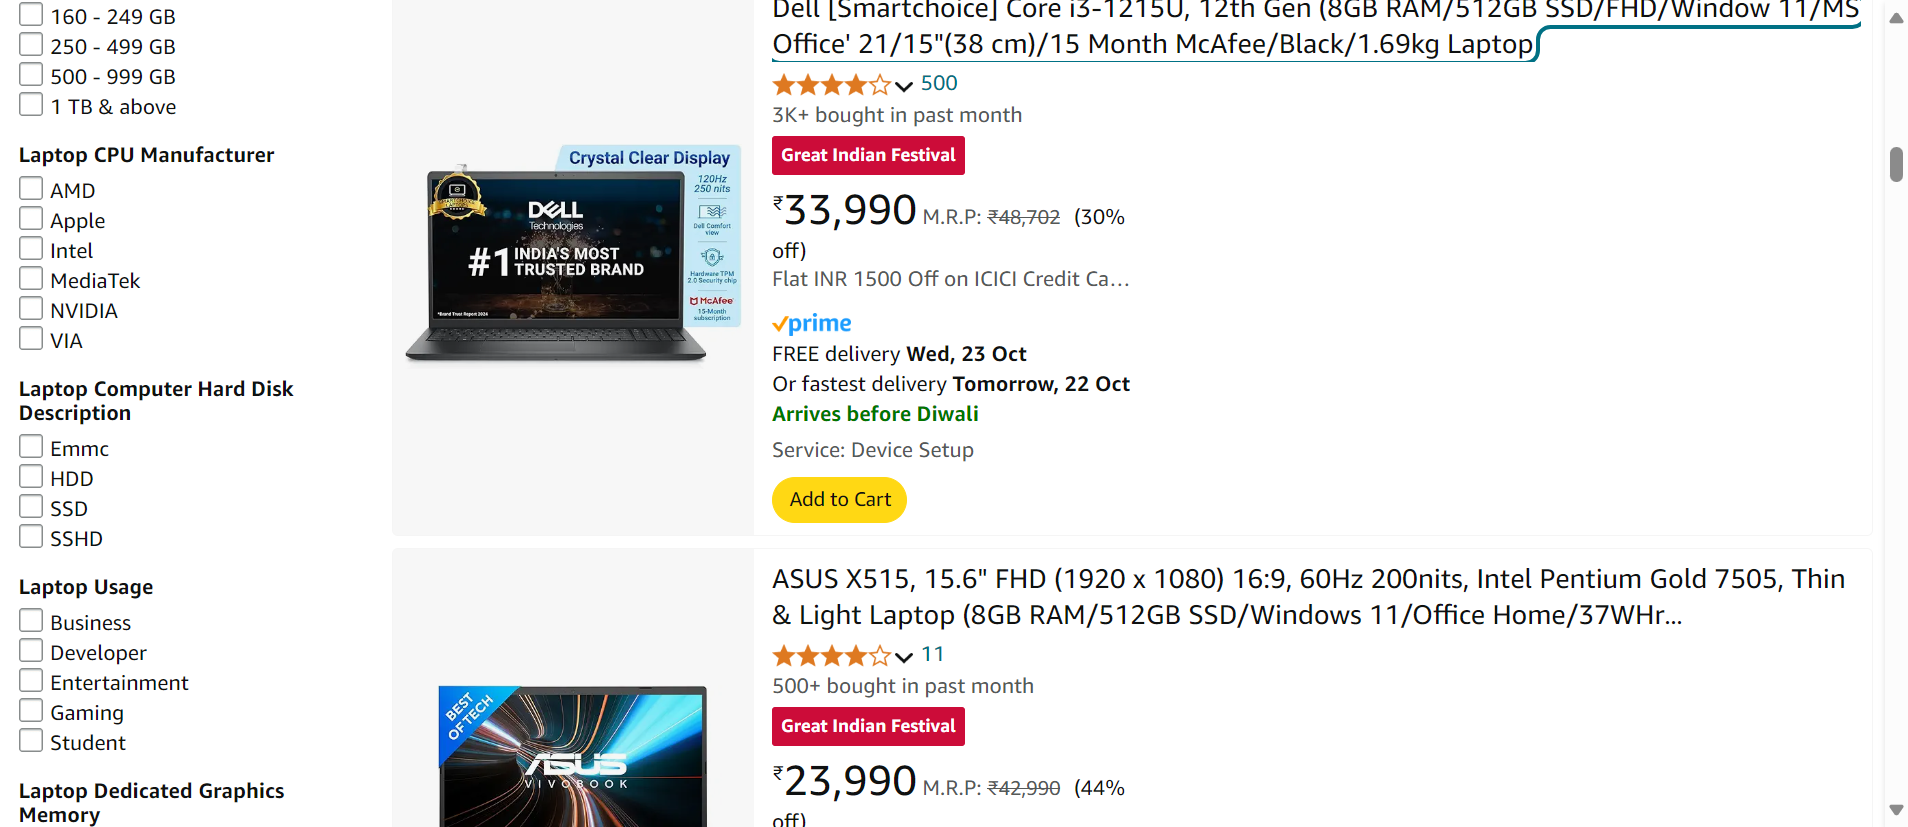 160 - 249 GB
250 - 499 GB
500 - 999 GB
1 TB & above
Laptop CPU Manufacturer
AMD
Apple
Intel
MediaTek
NVIDIA
VIA
Laptop Computer Hard Disk
Description
Emmc
HDD
SSD
SSHD
Laptop Usage
Business
Developer
Entertainment
Gaming
Student
Laptop Dedicated Graphics
Memory
Crystal Clear Display
120Hz
250 nits
Dell Comfort
view
Hardware TPM
2.0 Security chip
McAfee
15-Month
subscription
DELL
Technologies
#1 INDIA'S MOST
TRUSTED BRAND
*Brand Trust Report 2024
Dell [Smartchoice] Core i3-1215U, 12th Gen (8GB RAM/512GB SSD/FHD/Window 11/MS
Office' 21/15"(38 cm)/15 Month McAfee/Black/1.69kg Laptop
500
3K+ bought in past month
Great Indian Festival
₹33,990 M.R.P: ₹48,702 (30%
off)
Flat INR 1500 Off on ICICI Credit Ca…
prime
FREE delivery Wed, 23 Oct
Or fastest delivery Tomorrow, 22 Oct
Arrives before Diwali
Service: Device Setup
Add to Cart
BEST
OF TECH
ASUS
VIVOBOOK
ASUS X515, 15.6" FHD (1920 x 1080) 16:9, 60Hz 200nits, Intel Pentium Gold 7505, Thin
& Light Laptop (8GB RAM/512GB SSD/Windows 11/Office Home/37WHr…
11
500+ bought in past month
Great Indian Festival
₹23,990 M.R.P: ₹42,990 (44%
off)